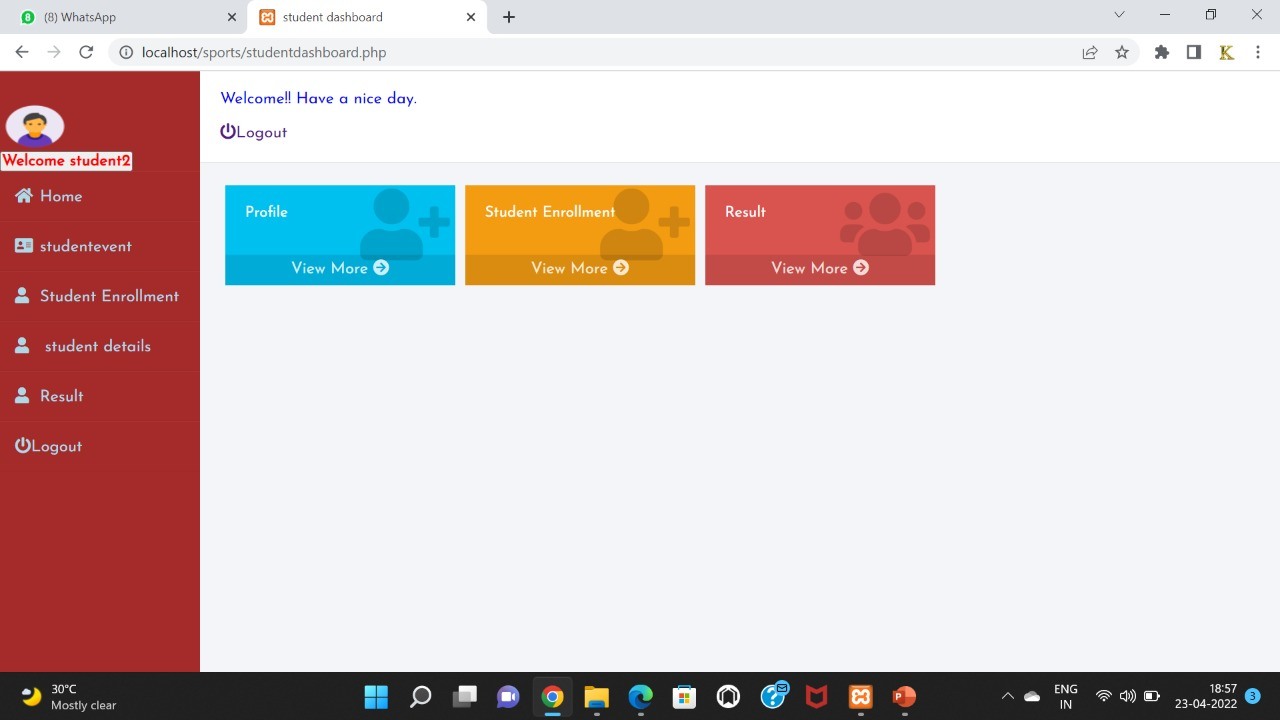 (8) WhatsApp
student dashboard
localhost/sports/studentdashboard.php
Welcome student2
Home
studentevent
Student Enrollment
student details
Result
Logout
Welcome!! Have a nice day.
Logout
Profile
View More
Student Enrollment
View More
Result
View More
30°C
Mostly clear
ENG
IN
18:57
23-04-2022
3